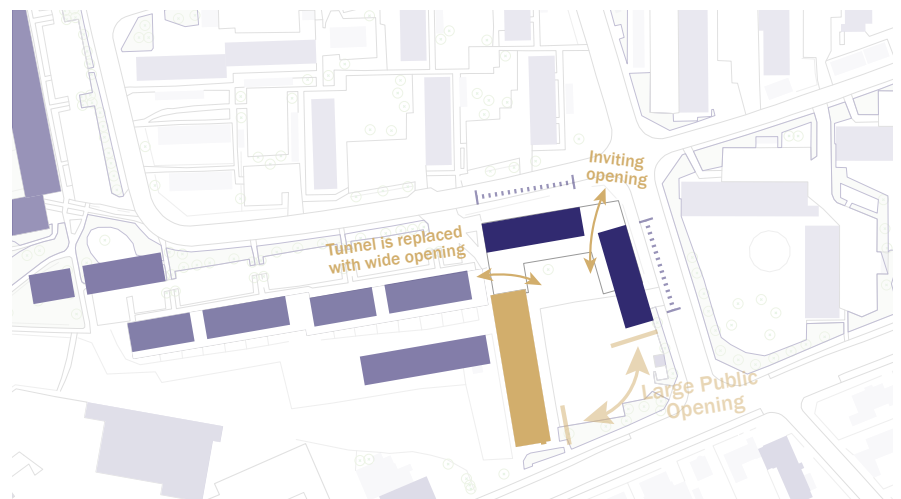 Inviting
opening
Tunnel is replaced
with wide opening
Large Public
Opening